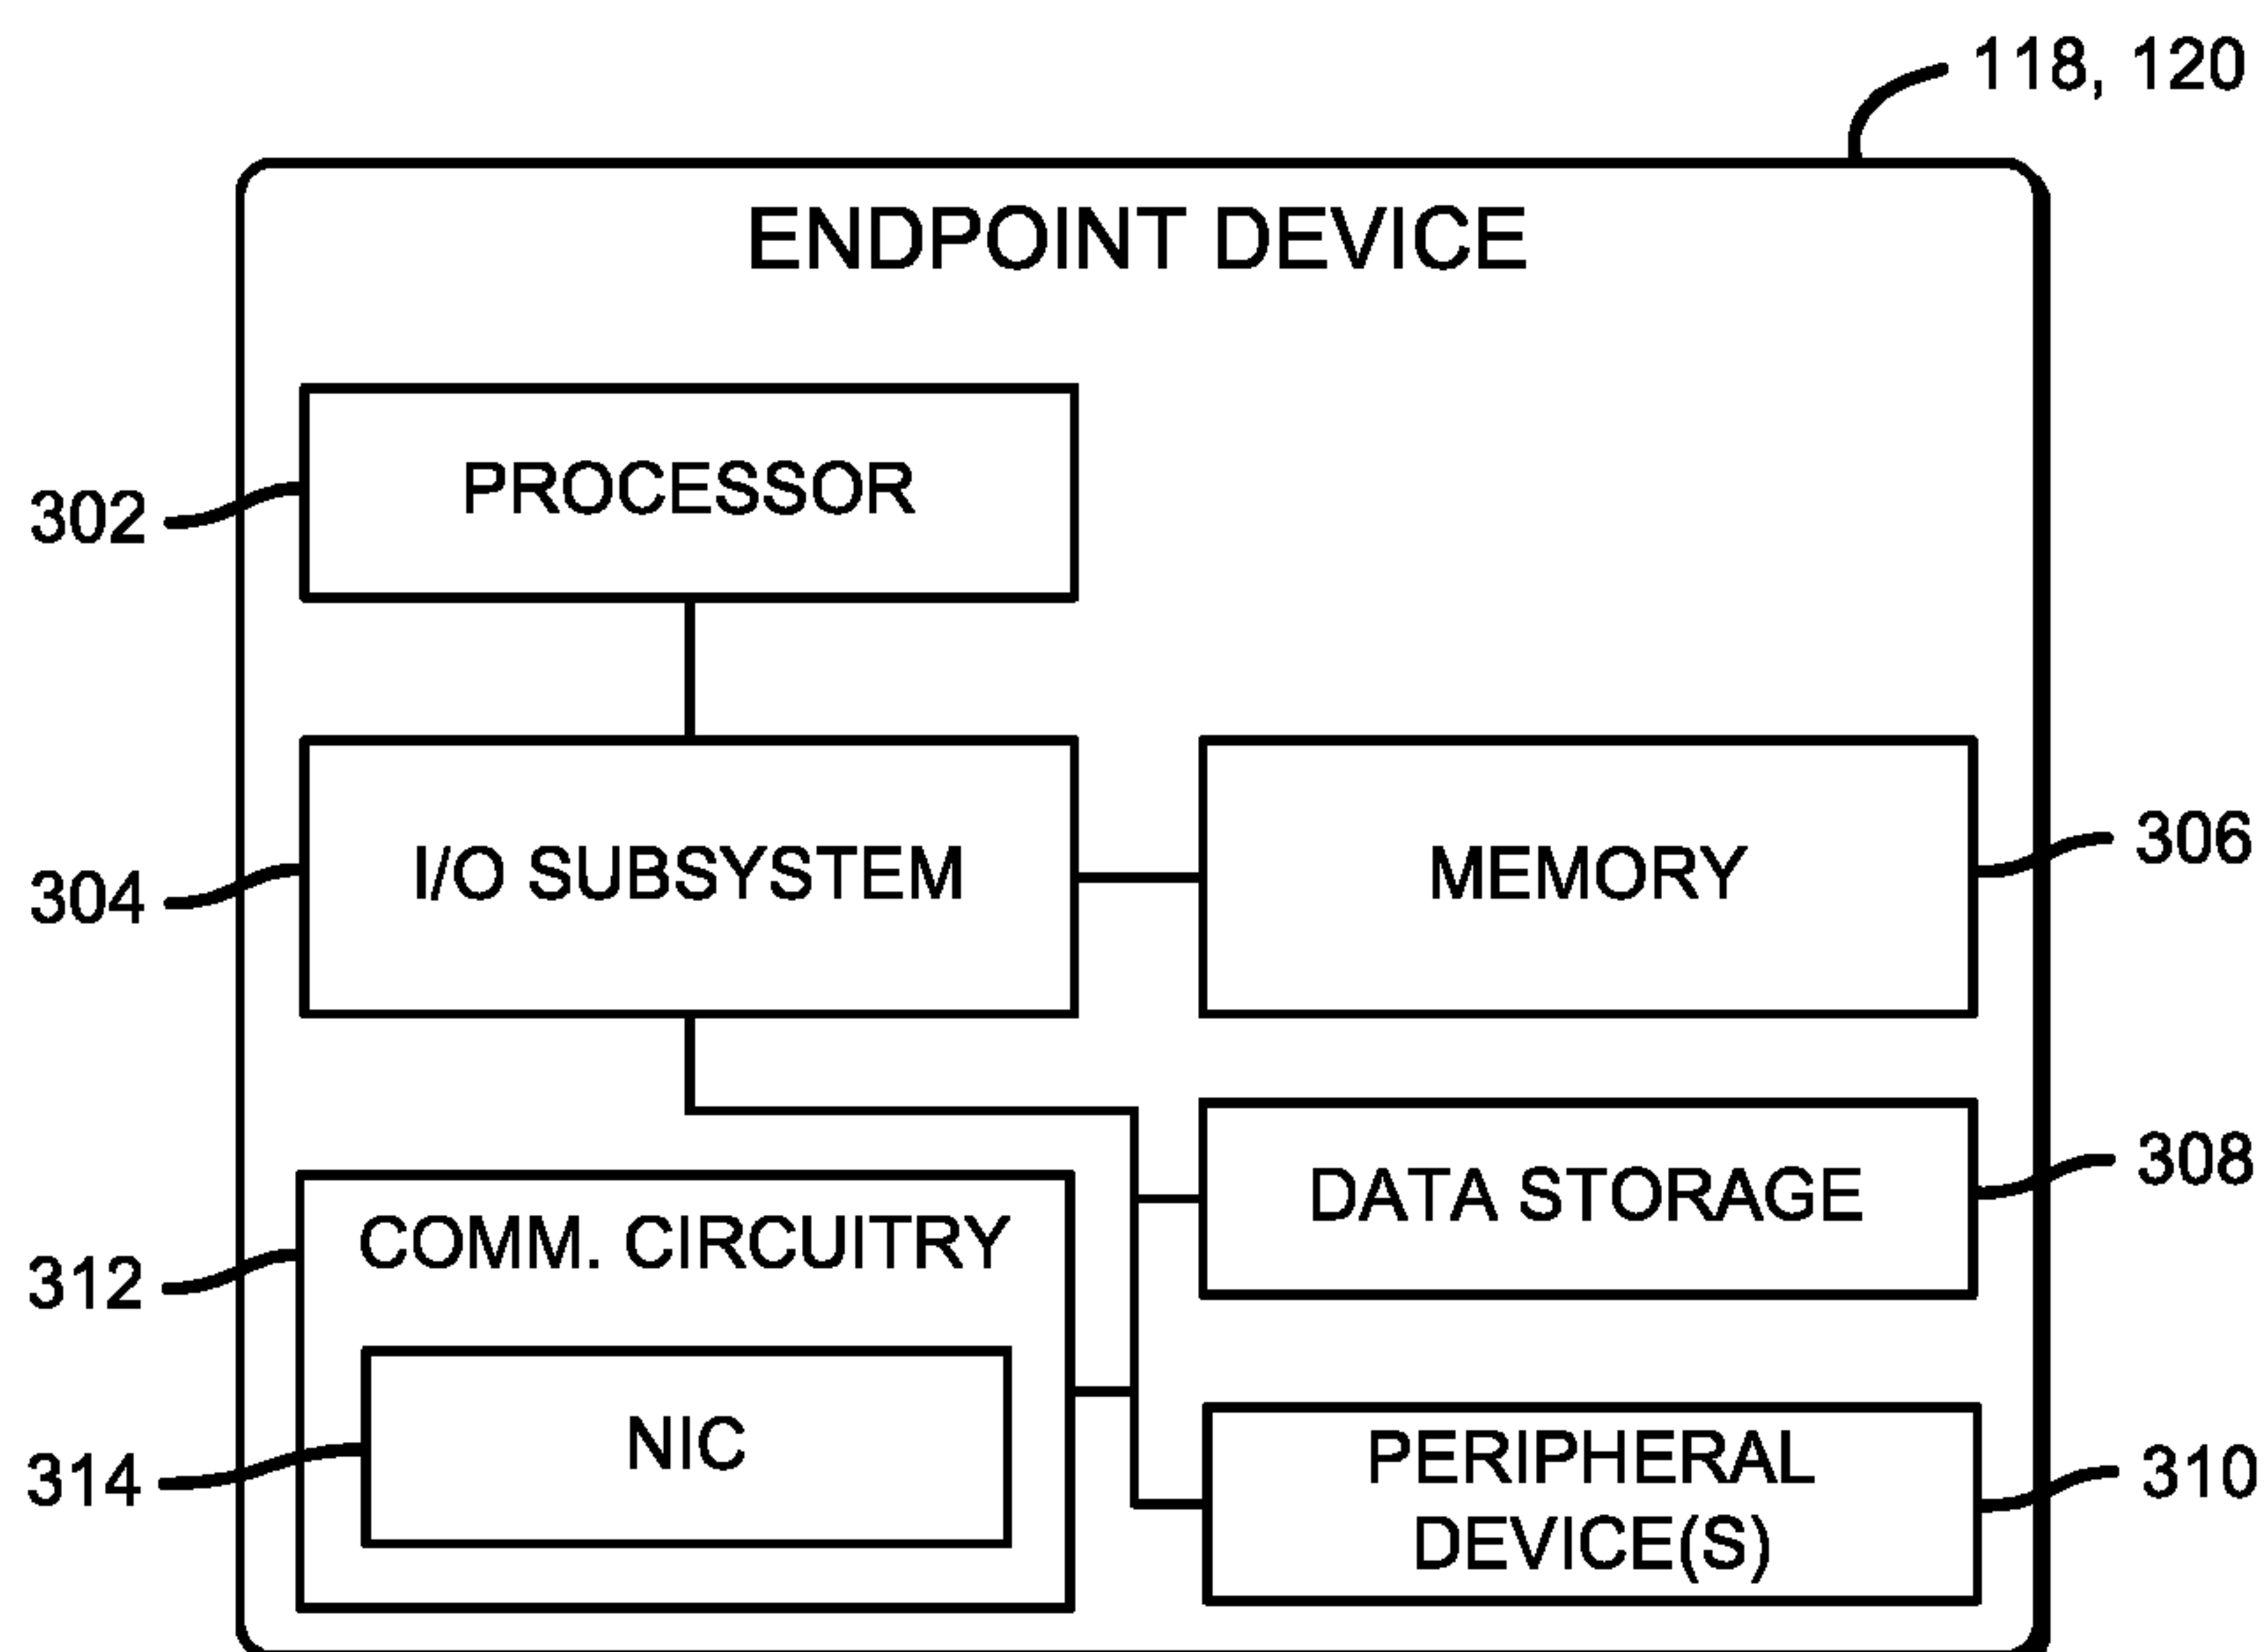 118, 120
ENDPOINT DEVICE
302
PROCESSOR
304
I/O SUBSYSTEM
MEMORY
306
DATA STORAGE
308
312
COMM. CIRCUITRY
314
NIC
PERIPHERAL
DEVICE(S)
310